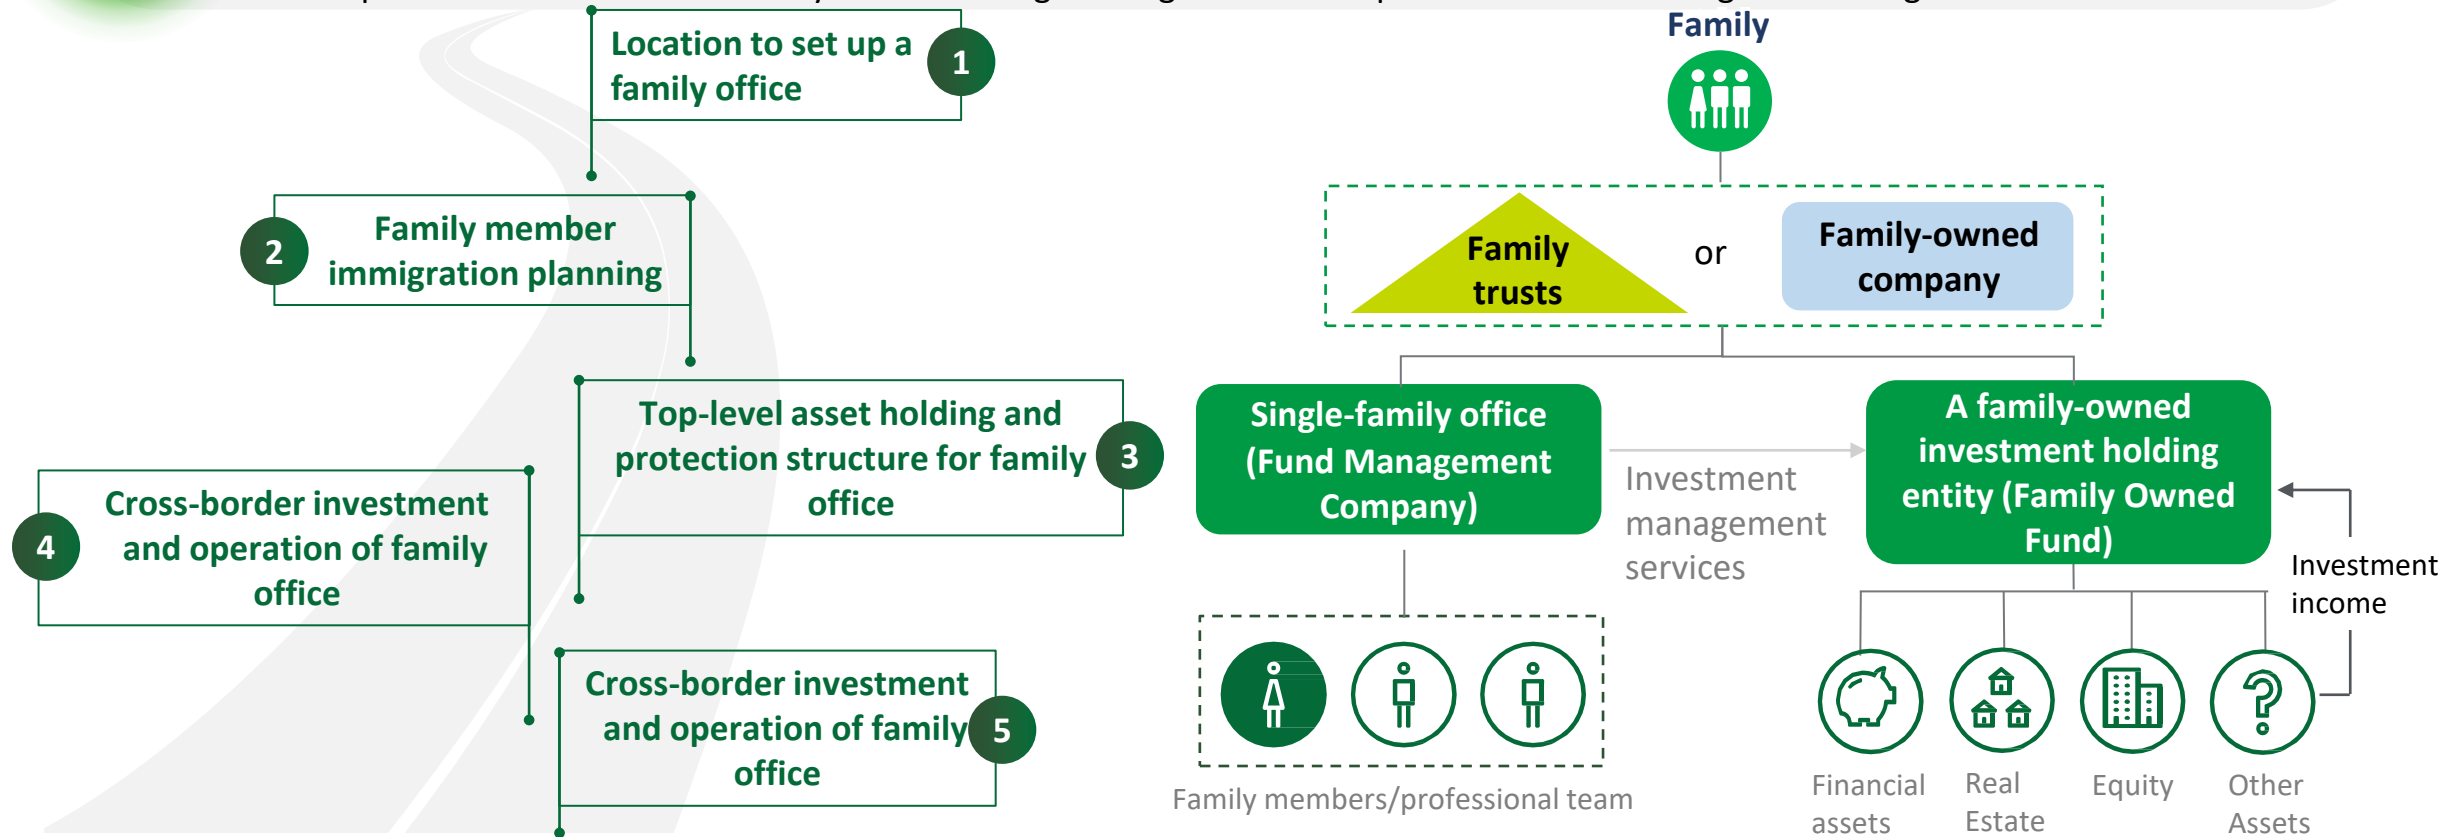 Location to set up a
family office
1
2
Family member
immigration planning
Top-level asset holding and
protection structure for family
office
3
4
Cross-border investment
and operation of family
office
Cross-border investment
and operation of family
office
5
Family
Family
trusts
or
Family-owned
company
Single-family office
(Fund Management
Company)
Investment
management
services
A family-owned
investment holding
entity (Family Owned
Fund)
Investment
income
Family members/professional team
Financial
assets
Real
Estate
Equity
Other
Assets